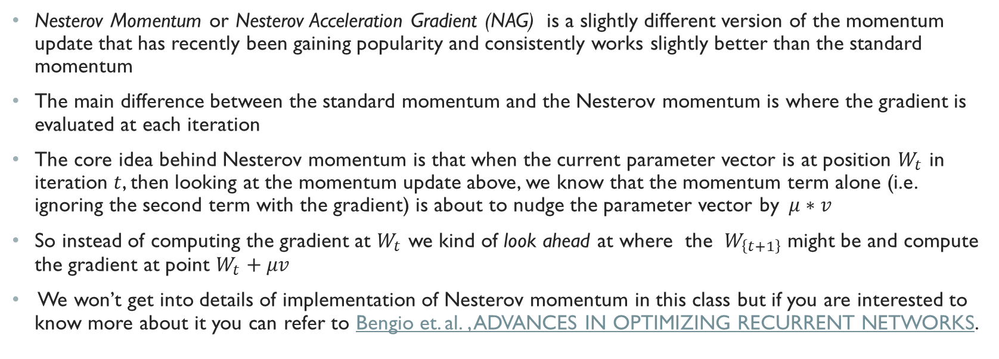 • Nesterov Momentum or Nesterov Acceleration Gradient (NAG) is a slightly different version of the momentum
update that has recently been gaining popularity and consistently works slightly better than the standard
momentum
• The main difference between the standard momentum and the Nesterov momentum is where the gradient is
evaluated at each iteration
• The core idea behind Nesterov momentum is that when the current parameter vector is at position W_t in
iteration t, then looking at the momentum update above, we know that the momentum term alone (i.e.
ignoring the second term with the gradient) is about to nudge the parameter vector by μ * v
• So instead of computing the gradient at W_t we kind of look ahead at where the W_{t+1} might be and compute
the gradient at point W_t + μv
• We won't get into details of implementation of Nesterov momentum in this class but if you are interested to
know more about it you can refer to Bengio et. al. , ADVANCES IN OPTIMIZING RECURRENT NETWORKS.